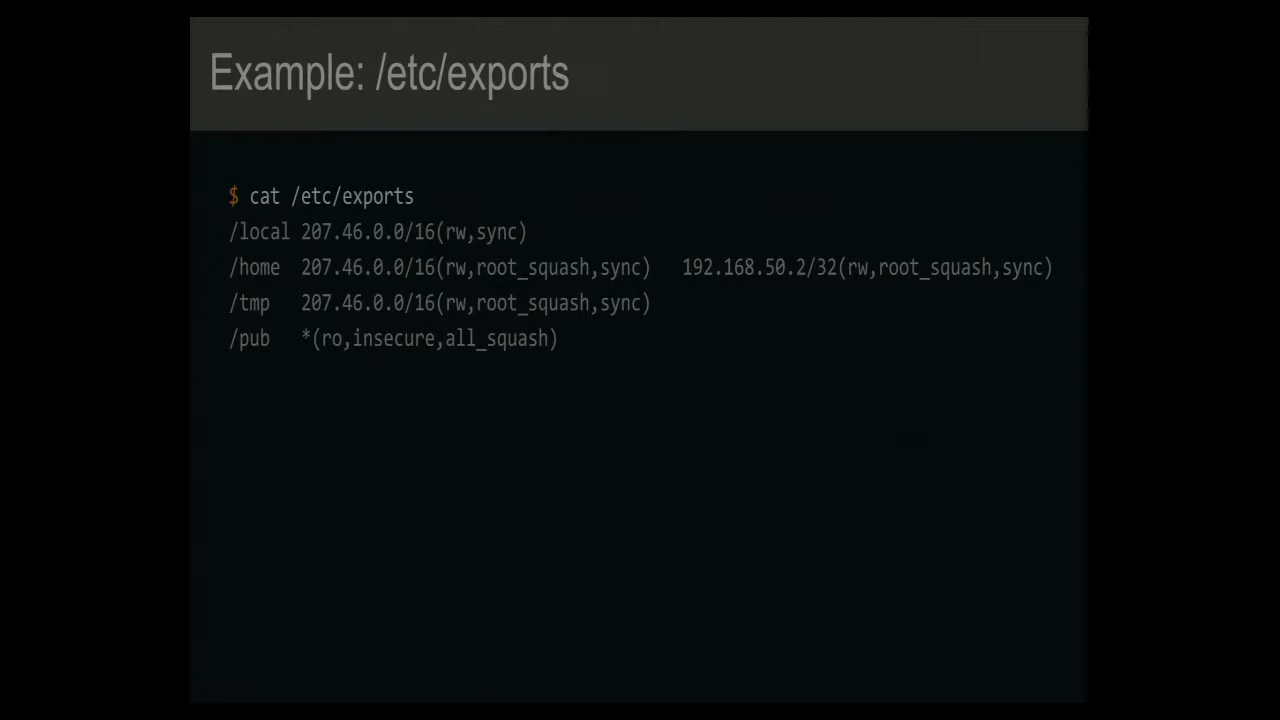 Example: /etc/exports
$ cat /etc/exports
/local 207.46.0.0/16(rw,sync)
/home 207.46.0.0/16(rw,root_squash,sync) 192.168.50.2/32(rw,root_squash,sync)
/tmp 207.46.0.0/16(rw,root_squash,sync)
/pub *(ro,insecure,all_squash)